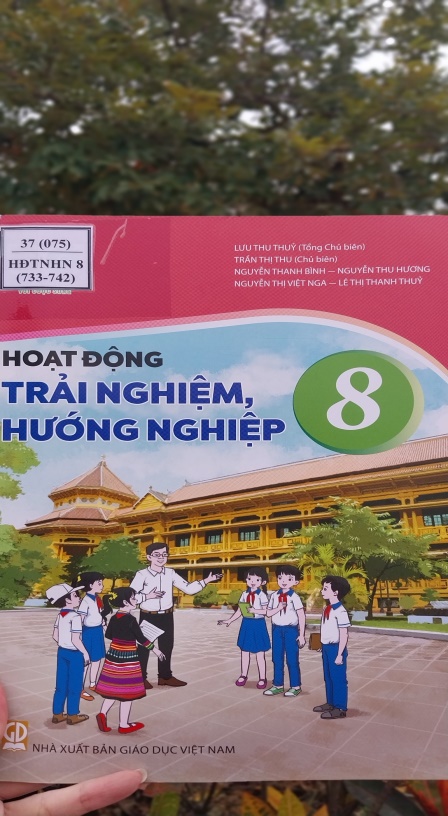 37 (075)
HĐTNHN 8
(733-742)
LƯU THU THUỶ (Tổng Chủ biên)
TRẦN THỊ THU (Chủ biên)
NGUYỄN THANH BÌNH – NGUYỄN THU HƯƠNG
NGUYỄN THỊ VIỆT NGA – LÊ THỊ THANH THUỶ
HOẠT ĐỘNG
TRẢI NGHIỆM,
HƯỚNG NGHIỆP
8
GD
NHÀ XUẤT BẢN GIÁO DỤC VIỆT NAM